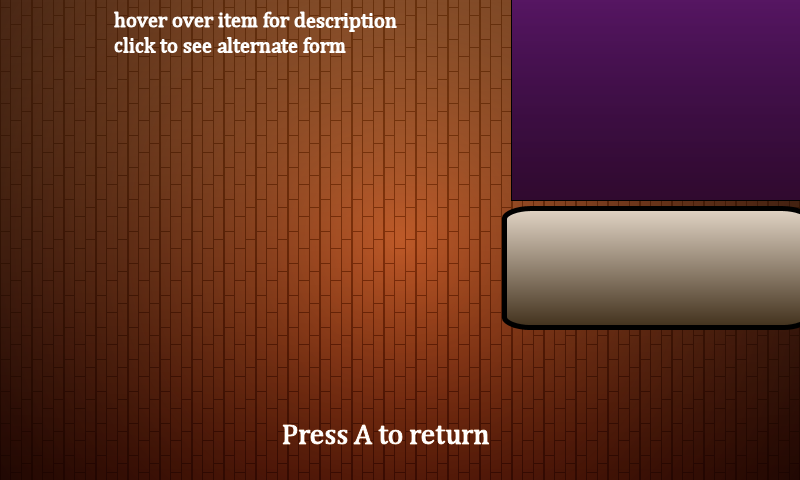 hover over item for description
click to see alternate form
Press A to return